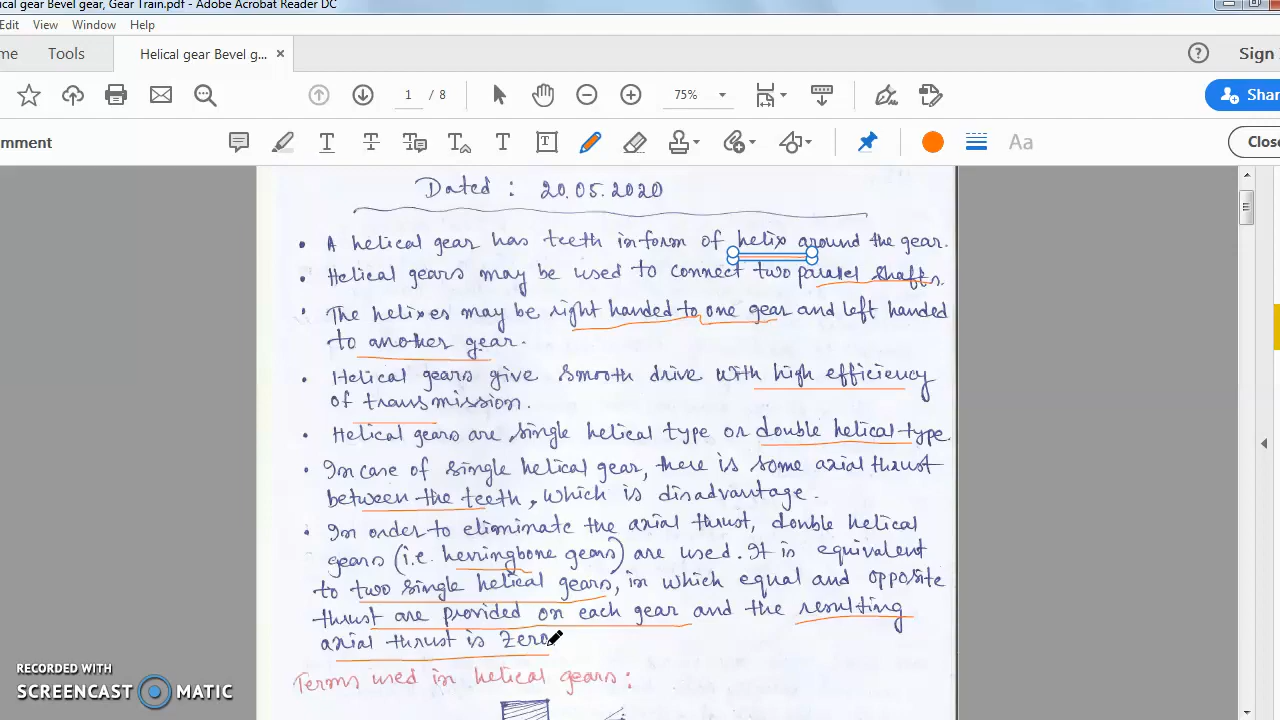 ical gear Bevel gear, Gear Train.pdf - Adobe Acrobat Reader DC
Edit View Window Help
me Tools Helical gear Bevel g... × Sign
1 / 8 75% Shar
mment Aa Close
Dated : 20.05.2020
• A helical gear has teeth in form of helix around the gear.
• Helical gears may be used to connect two parallel shafts.
• The helixes may be right handed to one gear and left handed
to another gear.
• Helical gears give smooth drive with high efficiency
of transmission.
• Helical gears are single helical type or double helical type
• In case of single helical gear, there is some axial thrust
between the teeth, which is disadvantage.
• In order to eliminate the axial thrust, double helical
gears (i.e. herringbone gears) are used. It is equivalent
to two single helical gears, in which equal and opposite
thrust are provided on each gear and the resulting
axial thrust is zero
Terms used in helical gears :
RECORDED WITH
SCREENCAST MATIC